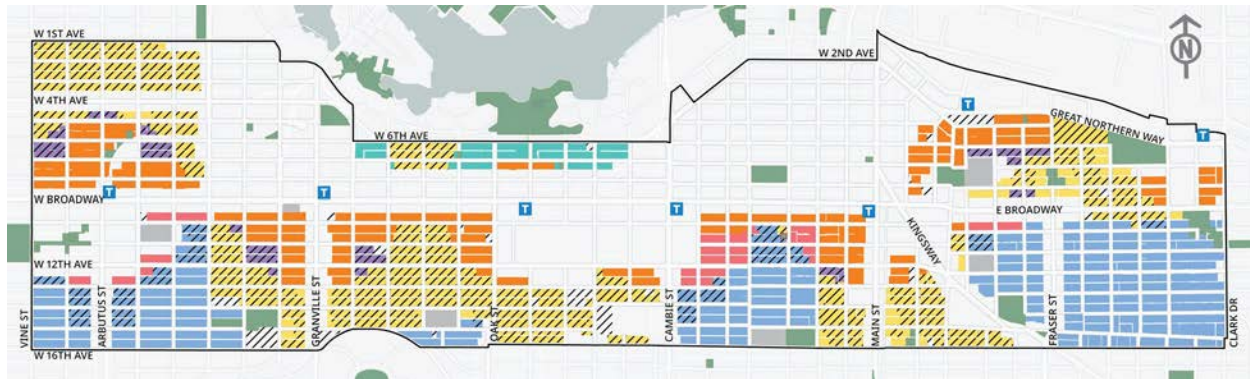 W 1ST AVE
W 2ND AVE
N
W 4TH AVE
T
GREAT NORTHERN WAY
T
W 6TH AVE
W BROADWAY
T
T
T
T
T
E BROADWAY
KINGSWAY
W 12TH AVE
VINE ST
ARBUTUS ST
GRANVILLE ST
OAK ST
CAMBIE ST
MAIN ST
FRASER ST
CLARK DR
W 16TH AVE